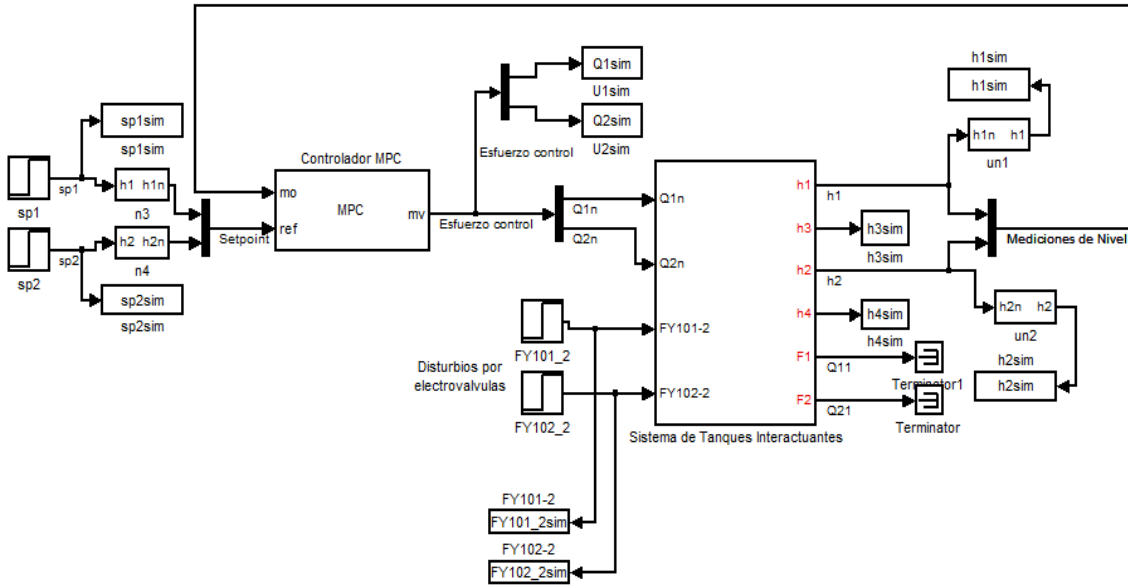 sp1sim
sp1sim
sp1
sp1
h1 h1n
n3
sp2
sp2
h2 h2n
n4
sp2sim
sp2sim
Setpoint
Controlador MPC
mo
ref
MPC
mv
Esfuerzo control
Esfuerzo control
Q1sim
U1sim
Q2sim
U2sim
Q1n
Q2n
Q1n
Q2n
FY101-2
FY102-2
h1
h3
h2
h4
F1
F2
Sistema de Tanques Interactuantes
Disturbios por
electrovalvulas
FY101_2
FY102_2
FY101-2
FY101_2sim
FY102-2
FY102_2sim
h1
h3sim
h3sim
h2
h4sim
h4sim
Q11
Terminator1
Q21
Terminator
h1sim
h1sim
h1n h1
un1
Mediciones de Nivel
h2n h2
un2
h2sim
h2sim